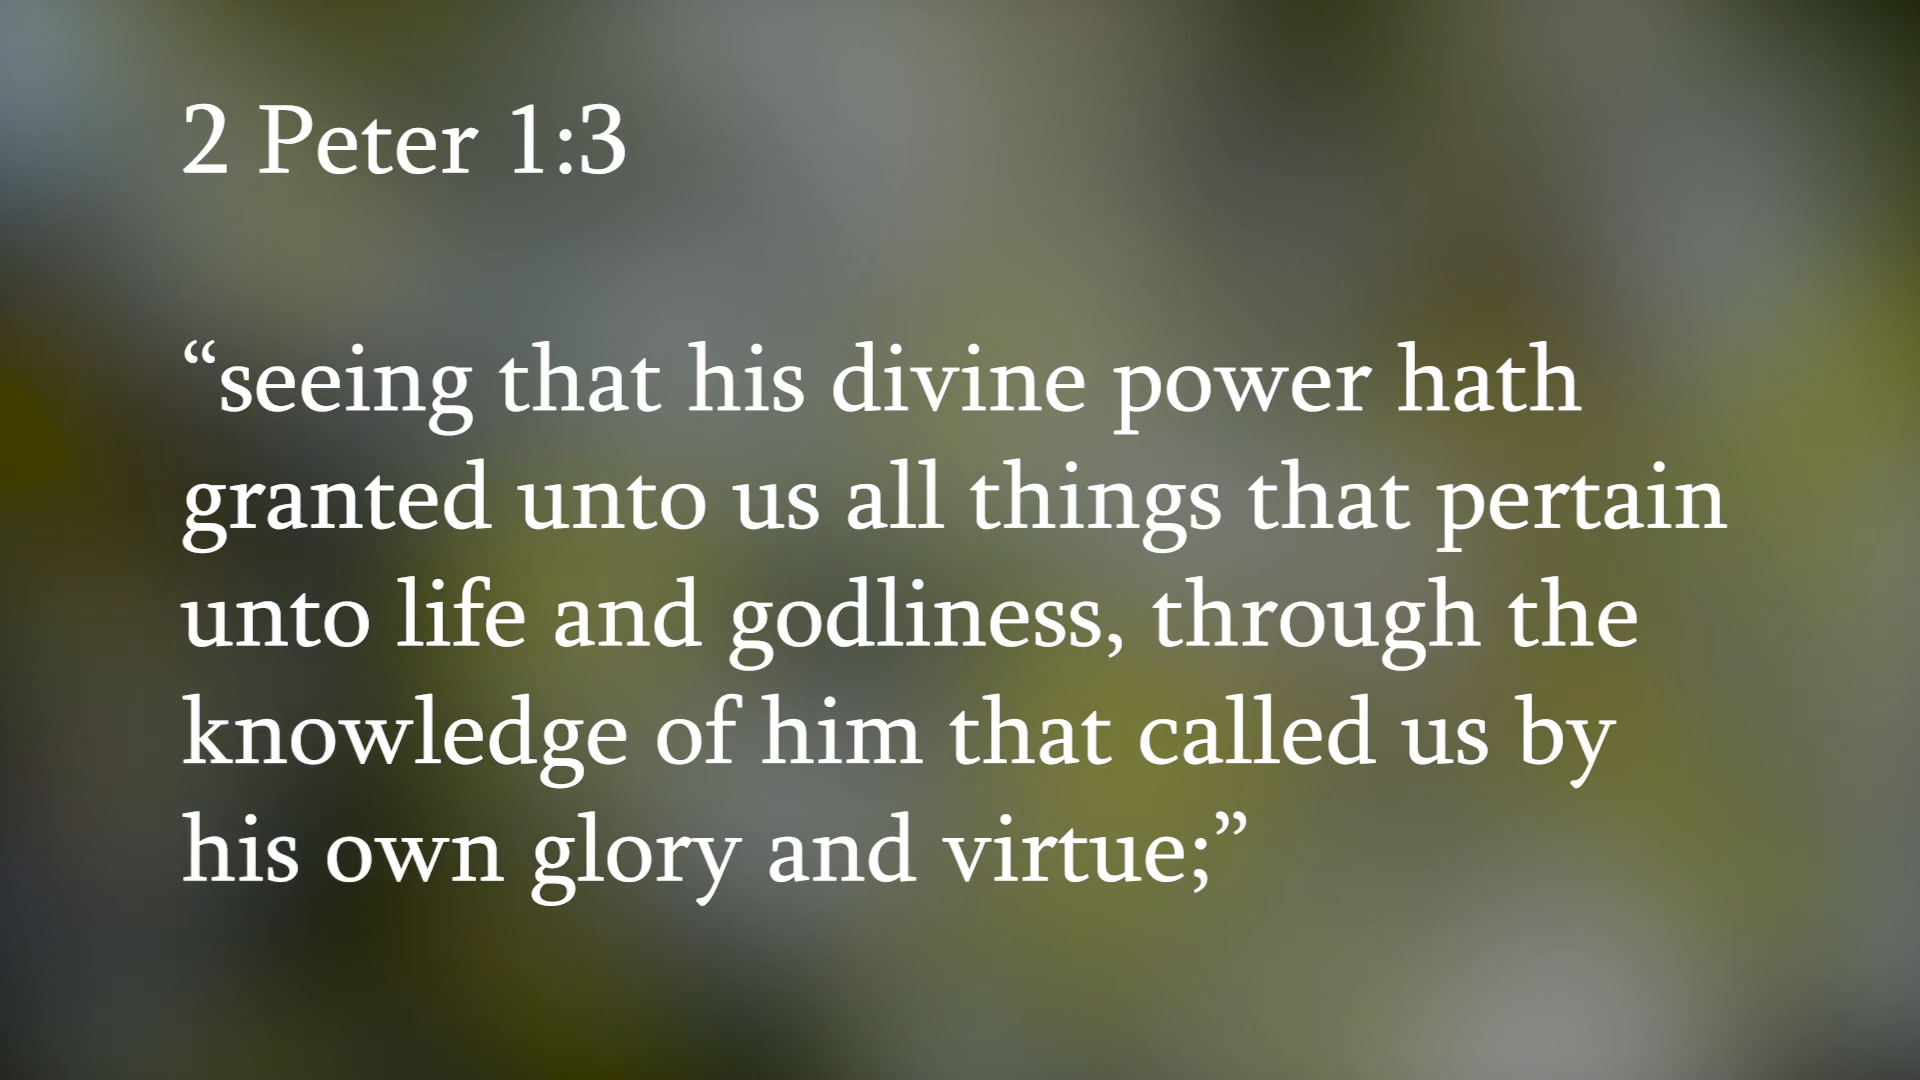 2 Peter 1:3
“seeing that his divine power hath
granted unto us all things that pertain
unto life and godliness, through the
knowledge of him that called us by
his own glory and virtue;”